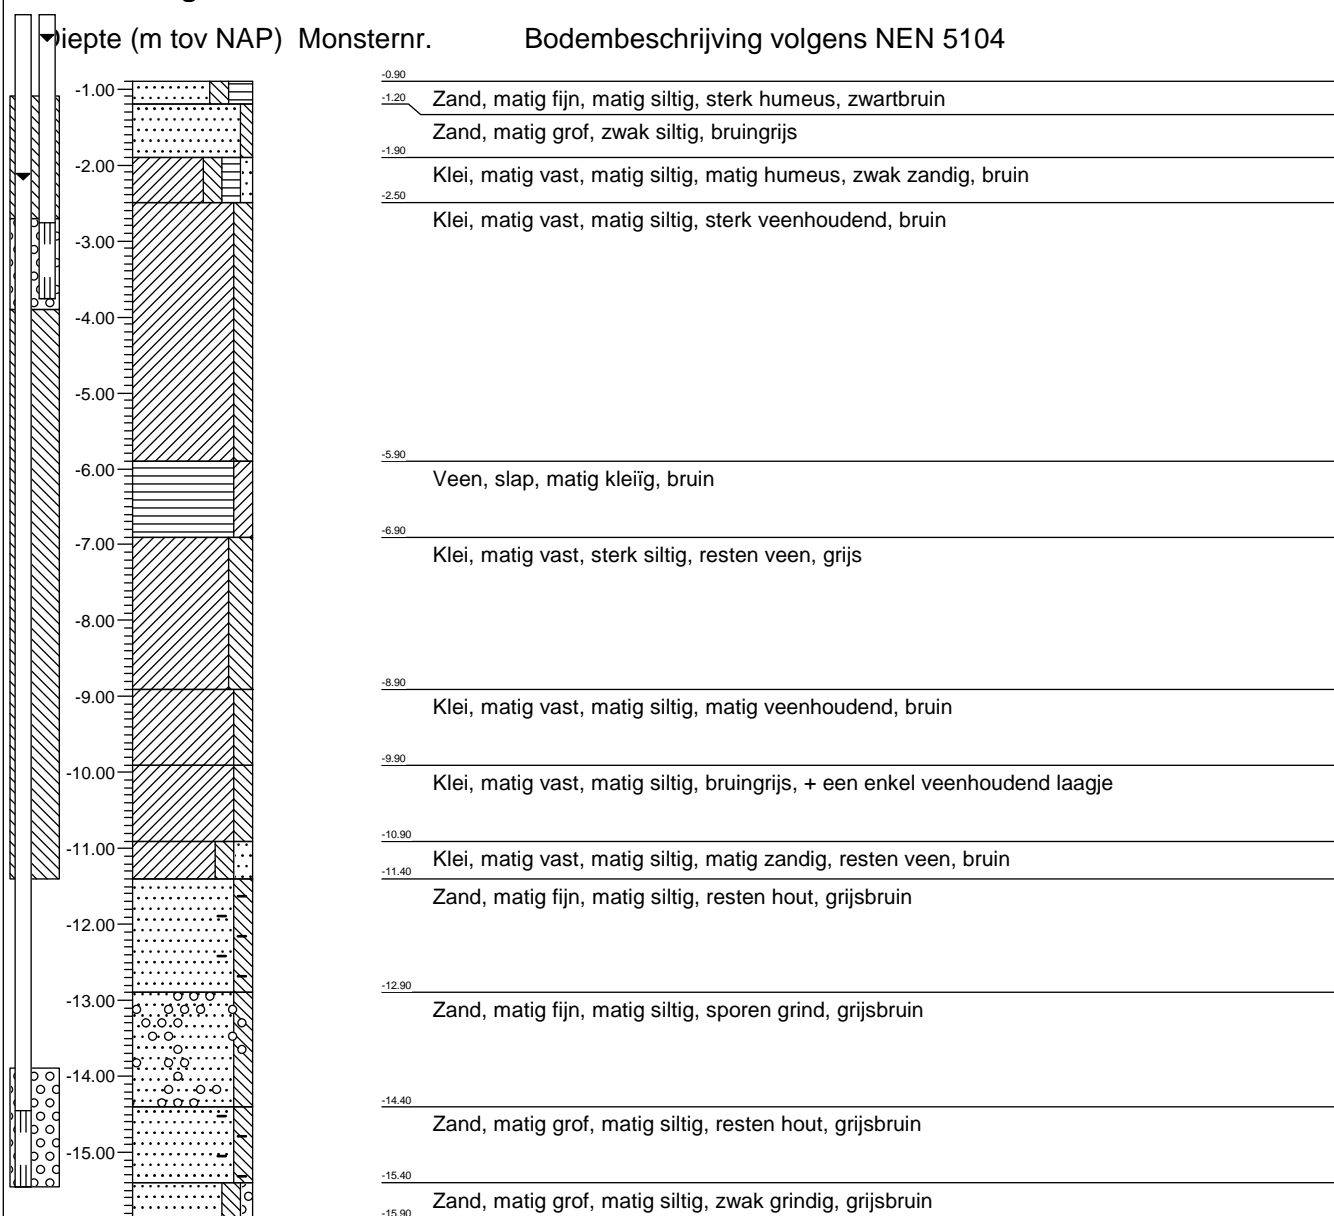 Diepte (m tov NAP) Monsternr. Bodembeschrijving volgens NEN 5104
-0.90
-1.00
-1.20 Zand, matig fijn, matig siltig, sterk humeus, zwartbruin
Zand, matig grof, zwak siltig, bruingrijs
-1.90
-2.00
Klei, matig vast, matig siltig, matig humeus, zwak zandig, bruin
-2.50
Klei, matig vast, matig siltig, sterk veenhoudend, bruin
-3.00
-4.00
-5.00
-5.90
-6.00
Veen, slap, matig kleiïg, bruin
-6.90
-7.00
Klei, matig vast, sterk siltig, resten veen, grijs
-8.00
-8.90
-9.00
Klei, matig vast, matig siltig, matig veenhoudend, bruin
-9.90
-10.00
Klei, matig vast, matig siltig, bruingrijs, + een enkel veenhoudend laagje
-10.90
-11.00
Klei, matig vast, matig siltig, matig zandig, resten veen, bruin
-11.40
Zand, matig fijn, matig siltig, resten hout, grijsbruin
-12.00
-12.90
-13.00
Zand, matig fijn, matig siltig, sporen grind, grijsbruin
-14.00
-14.40
Zand, matig grof, matig siltig, resten hout, grijsbruin
-15.00
-15.40
Zand, matig grof, matig siltig, zwak grindig, grijsbruin
-15.90